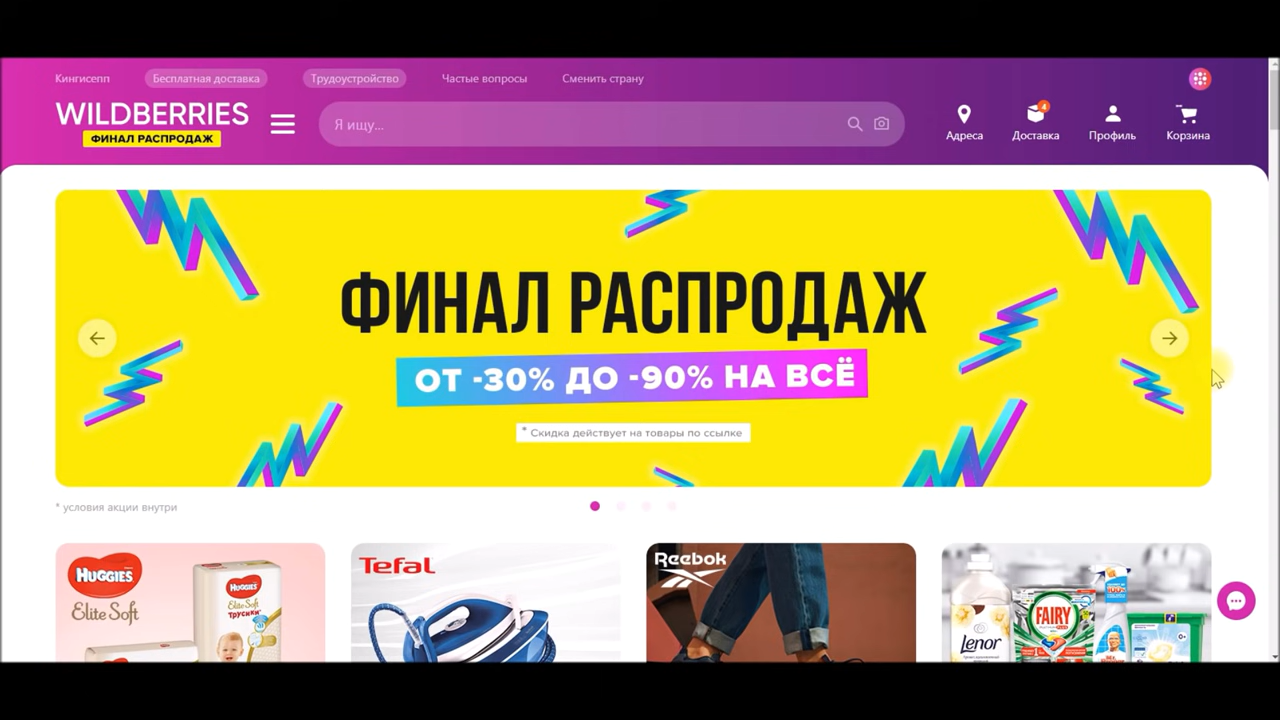 Кингисепп
Бесплатная доставка
Трудоустройство
Частые вопросы
Сменить страну
WILDBERRIES
ФИНАЛ РАСПРОДАЖ
Я ищу...
Адреса
4
Доставка
Профиль
Корзина
ФИНАЛ РАСПРОДАЖ
ОТ -30% ДО -90% НА ВСЁ
* Скидка действует на товары по ссылке
* условия акции внутри
HUGGIES
Elite Soft
HUGGIES
Elite Soft
ТРУСИКИ
Tefal
Reebok
Lenor
FAIRY